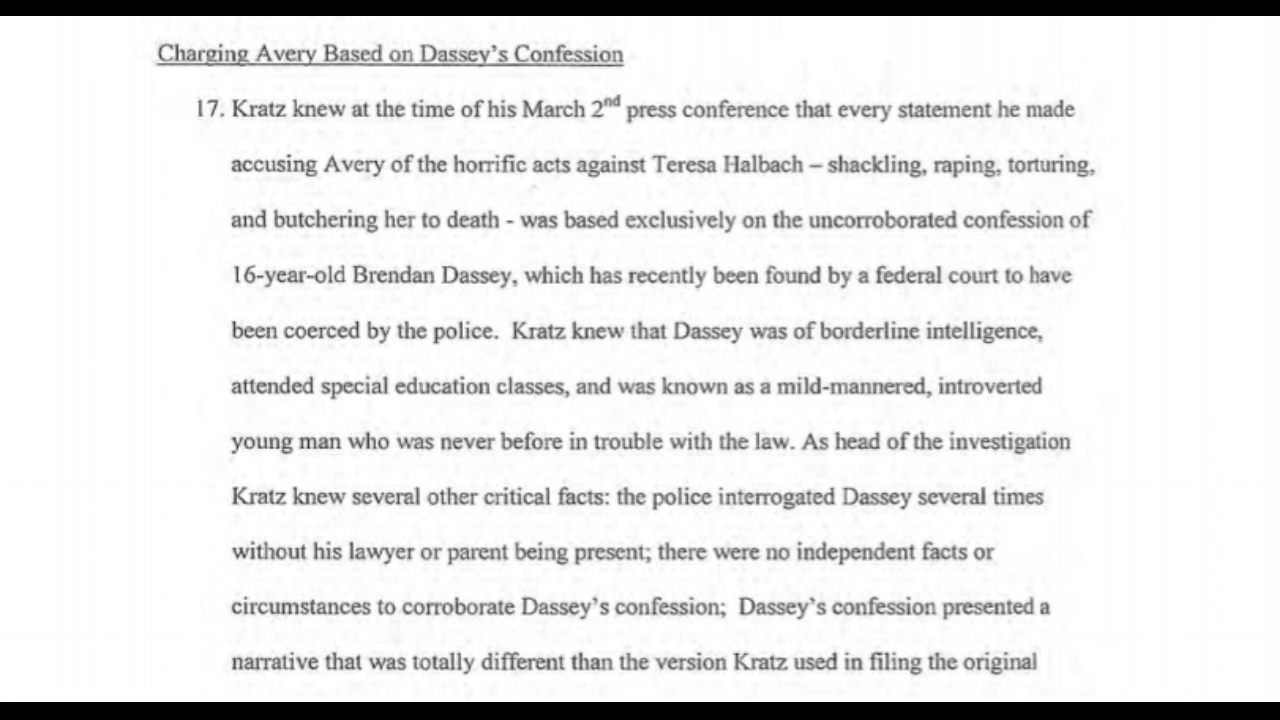 Charging Avery Based on Dassey's Confession
17. Kratz knew at the time of his March 2nd press conference that every statement he made
accusing Avery of the horrific acts against Teresa Halbach – shackling, raping, torturing,
and butchering her to death - was based exclusively on the uncorroborated confession of
16-year-old Brendan Dassey, which has recently been found by a federal court to have
been coerced by the police.  Kratz knew that Dassey was of borderline intelligence,
attended special education classes, and was known as a mild-mannered, introverted
young man who was never before in trouble with the law. As head of the investigation
Kratz knew several other critical facts: the police interrogated Dassey several times
without his lawyer or parent being present; there were no independent facts or
circumstances to corroborate Dassey's confession;  Dassey's confession presented a
narrative that was totally different than the version Kratz used in filing the original